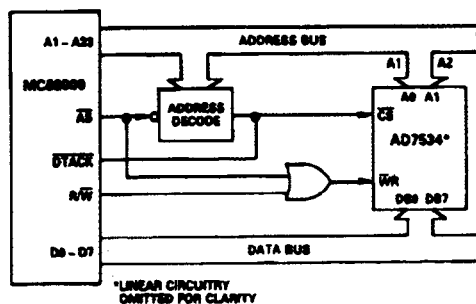 A1 – A23
ADDRESS BUS
A1 A2
MC68000
ADDRESS
DECODE
A0 A1
AS
CS
AD7534*
DTACK
WR
R/W
DB0 DB7
D0 – D7
DATA BUS
*LINEAR CIRCUITRY
OMITTED FOR CLARITY